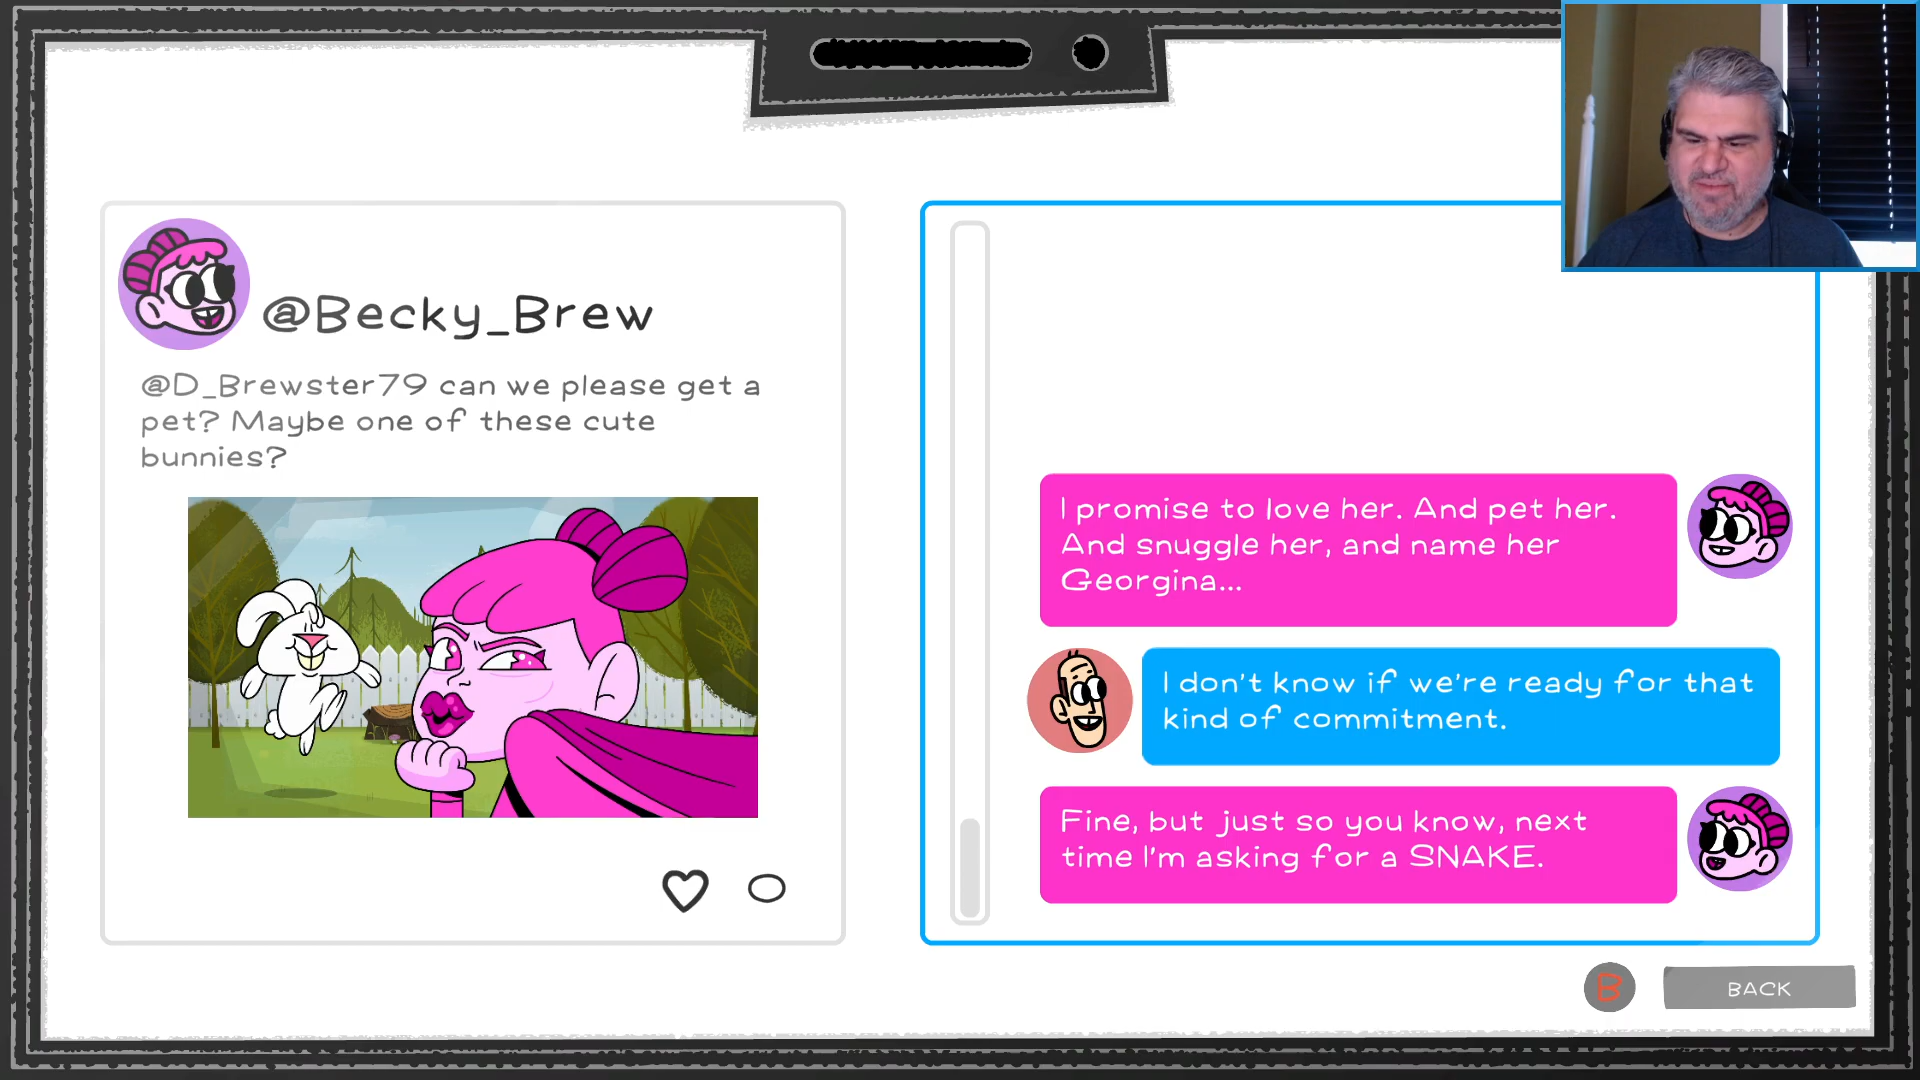 @Becky_Brew
@D_Brewster79 can we please get a
pet? Maybe one of these cute
bunnies?
I promise to love her. And pet her.
And snuggle her, and name her
Georgina...
I don't know if we're ready for that
kind of commitment.
Fine, but just so you know, next
time I'm asking for a SNAKE.
B
BACK